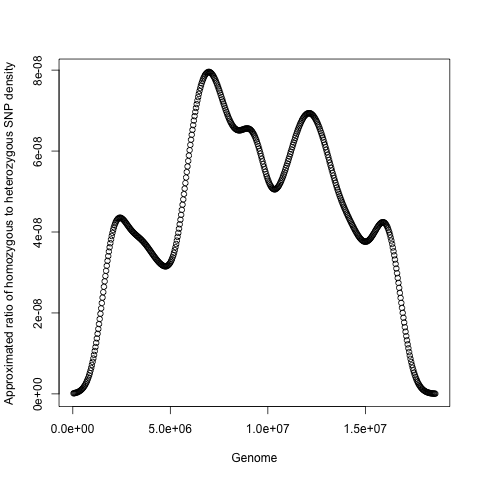 Approximated ratio of homozygous to heterozygous SNP density
8e-08
6e-08
4e-08
2e-08
0e+00
0.0e+00 5.0e+06 1.0e+07 1.5e+07
Genome